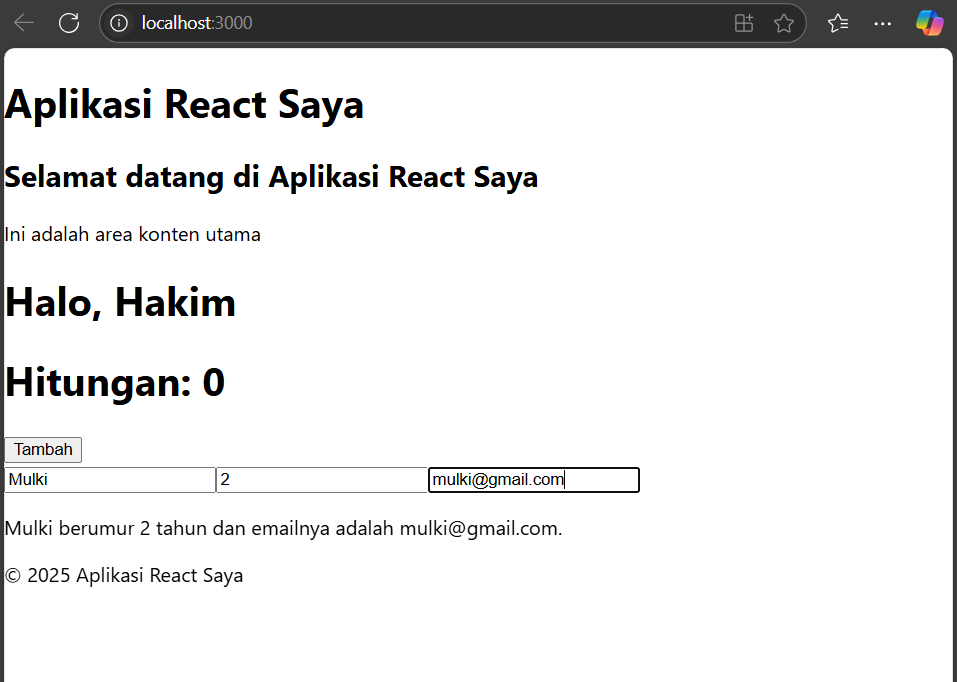 localhost:3000
Aplikasi React Saya
Selamat datang di Aplikasi React Saya
Ini adalah area konten utama
Halo, Hakim
Hitungan: 0
Tambah
Mulki 2 mulki@gmail.com
Mulki berumur 2 tahun dan emailnya adalah mulki@gmail.com.
© 2025 Aplikasi React Saya